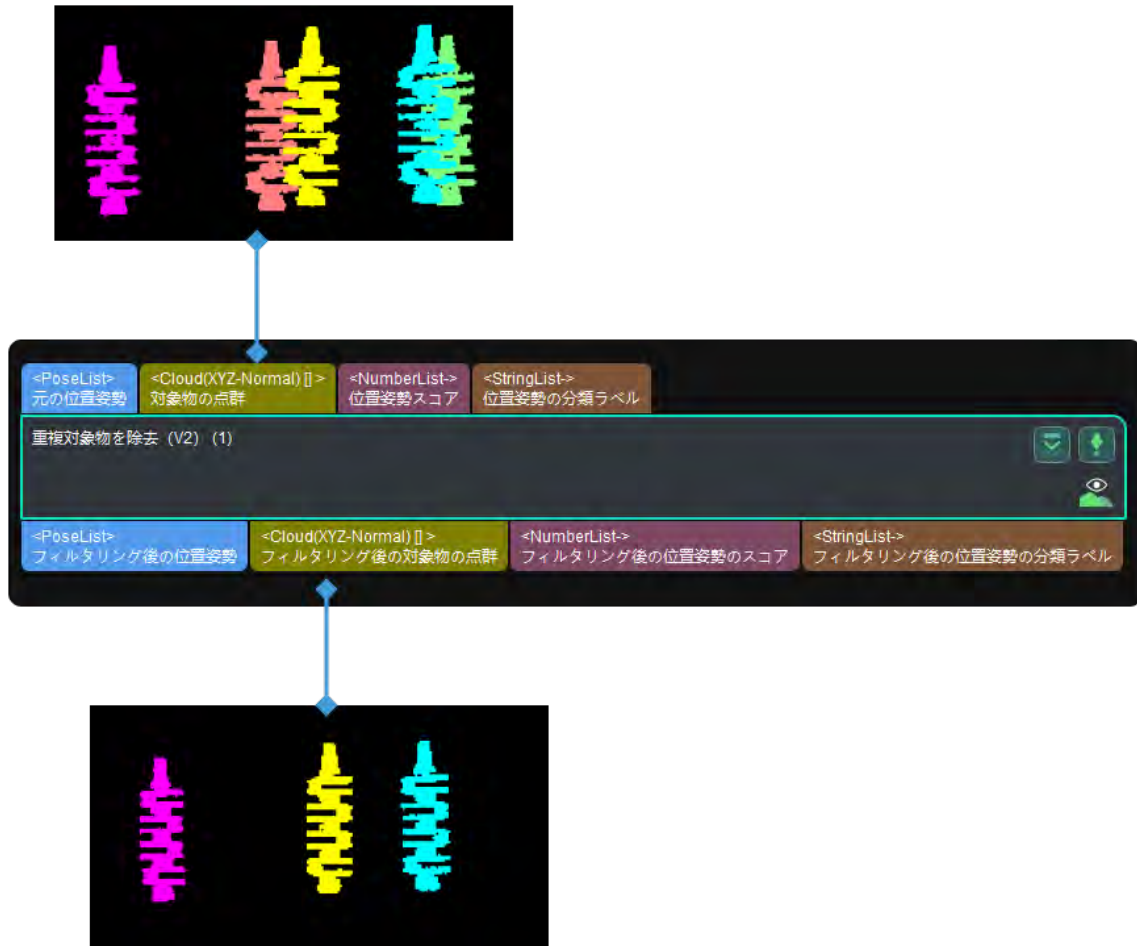 <PoseList>
元の位置姿勢
<Cloud(XYZ-Normal) [] >
対象物の点群
<NumberList->
位置姿勢スコア
<StringList->
位置姿勢の分類ラベル
重複対象物を除去 (V2) (1)
<PoseList>
フィルタリング後の位置姿勢
<Cloud(XYZ-Normal) [] >
フィルタリング後の対象物の点群
<NumberList->
フィルタリング後の位置姿勢のスコア
<StringList->
フィルタリング後の位置姿勢の分類ラベル